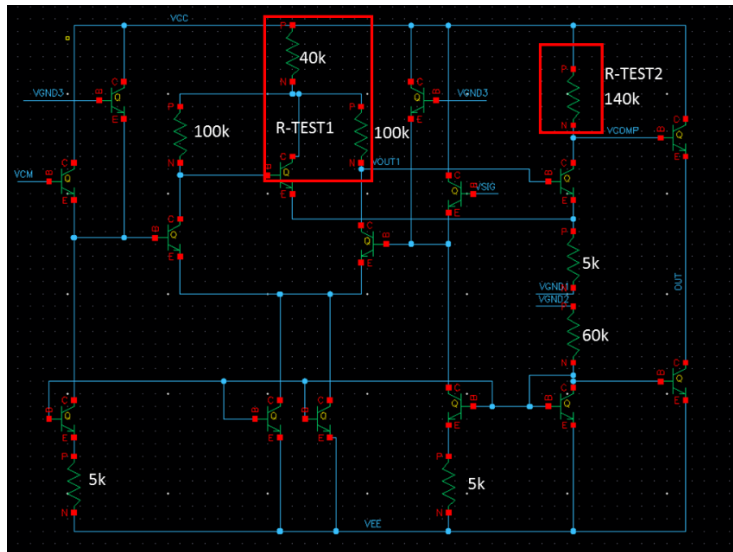 VCC
C
P
40k
N
P
R-TEST2
140k
N
VCOMP
C
B
Q
E
VGND3
C
B
Q
E
P
100k
N
R-TEST1
P
100k
N
VOUT1
C
B
Q
E
VGND3
VCM
C
B
Q
E
C
B
Q
E
C
Q
E
VSIG
C
B
Q
E
C
B
Q
E
C
B
Q
E
P
5k
N
VGND1
VGND2
P
60k
N
OUT
C
B
Q
E
C
B
Q
E
C
B
E
C
Q
B
E
C
B
Q
E
C
B
Q
E
P
5k
N
P
5k
N
VEE